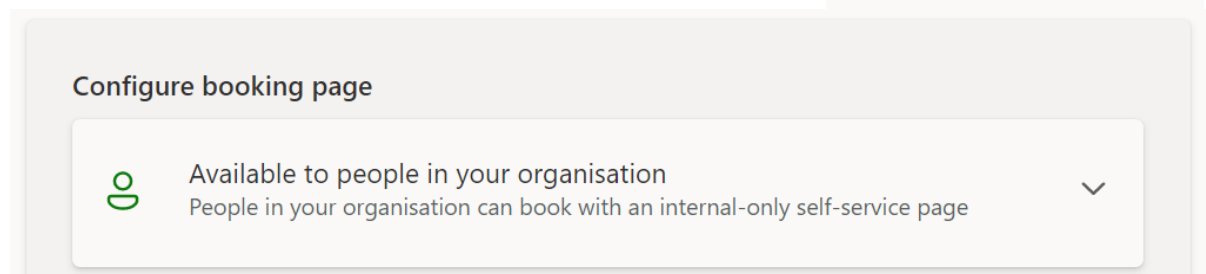 Configure booking page
Available to people in your organisation
People in your organisation can book with an internal-only self-service page